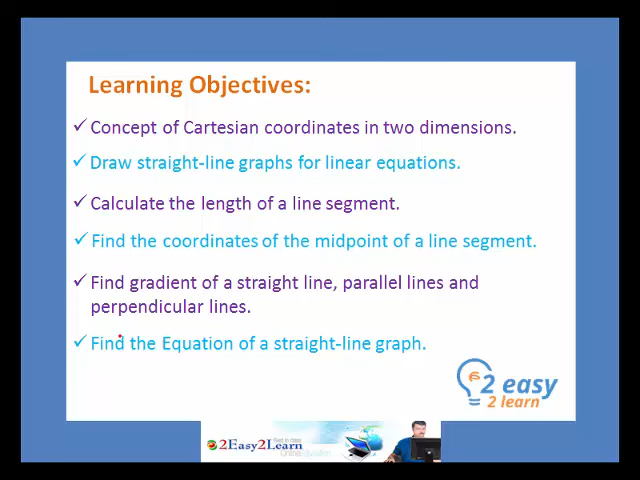 Learning Objectives:
✓ Concept of Cartesian coordinates in two dimensions.
✓ Draw straight-line graphs for linear equations.
✓ Calculate the length of a line segment.
✓ Find the coordinates of the midpoint of a line segment.
✓ Find gradient of a straight line, parallel lines and
perpendicular lines.
✓ Find the Equation of a straight-line graph.
2 easy
2 learn
2Easy2Learn